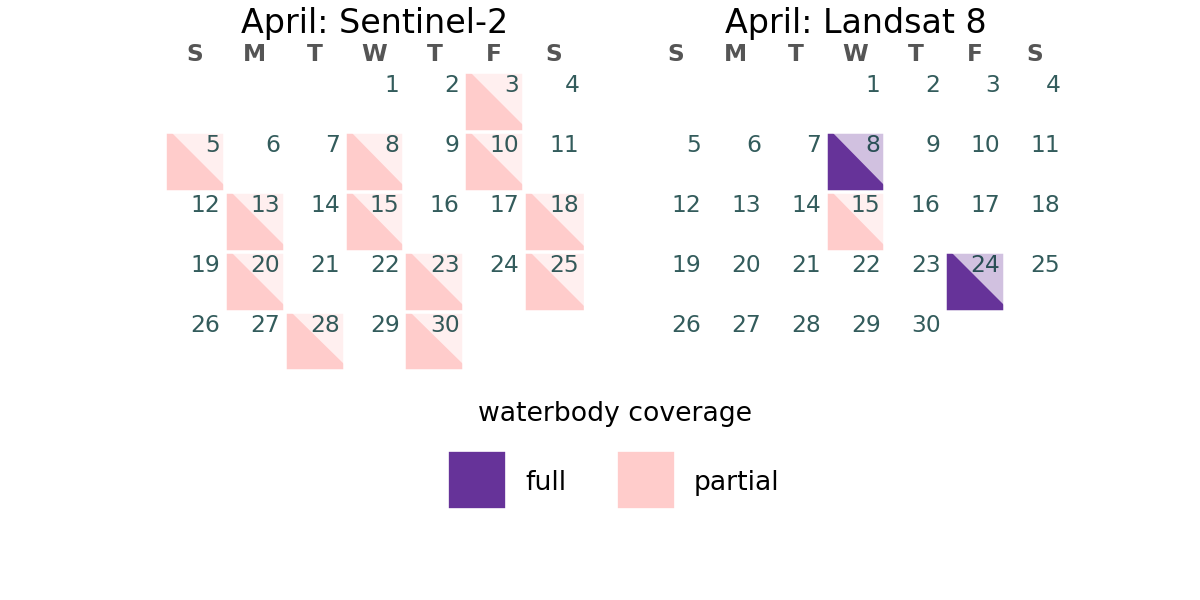 April: Sentinel-2
S M T W T F S
1 2 3 4
5 6 7 8 9 10 11
12 13 14 15 16 17 18
19 20 21 22 23 24 25
26 27 28 29 30
April: Landsat 8
S M T W T F S
1 2 3 4
5 6 7 8 9 10 11
12 13 14 15 16 17 18
19 20 21 22 23 24 25
26 27 28 29 30
waterbody coverage
full
partial